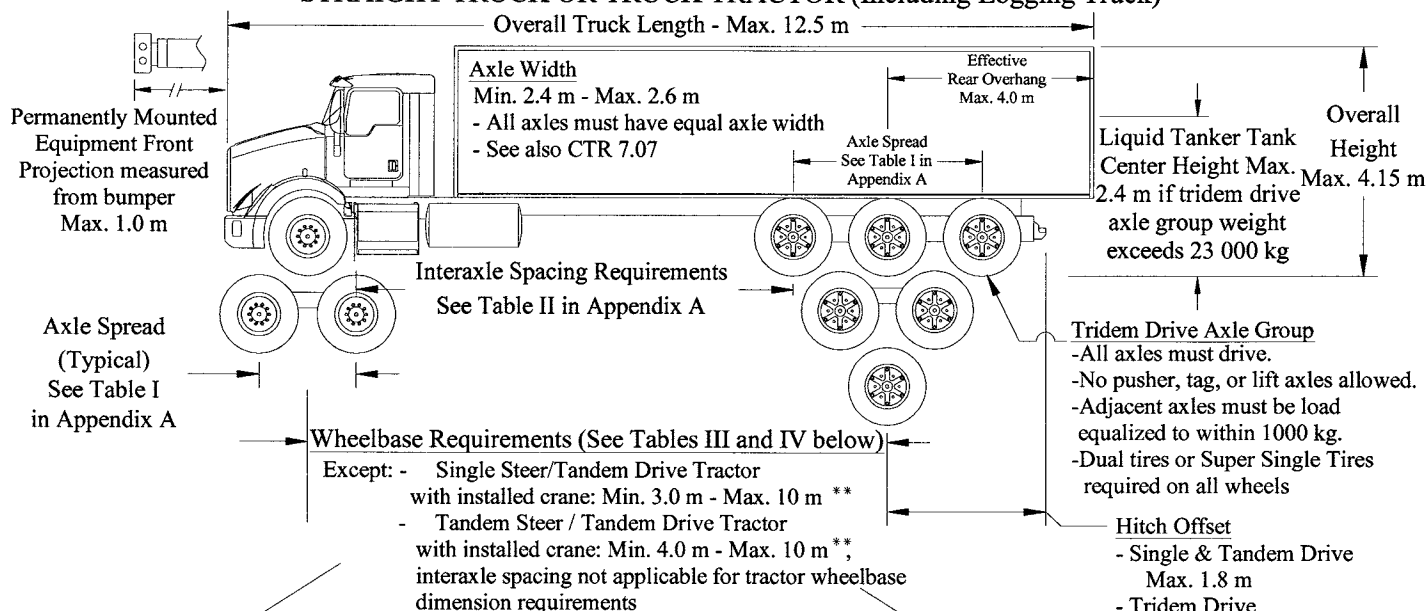 STRAIGHT TRUCK OR TRUCK TRACTOR (Including Logging Truck)
Overall Truck Length - Max. 12.5 m
Permanently Mounted
Equipment Front
Projection measured
from bumper
Max. 1.0 m
Axle Width
Min. 2.4 m - Max. 2.6 m
- All axles must have equal axle width
- See also CTR 7.07
Effective
Rear Overhang
Max. 4.0 m
Axle Spread
See Table I in
Appendix A
Liquid Tanker Tank
Center Height Max.
2.4 m if tridem drive
axle group weight
exceeds 23 000 kg
Overall
Height
Max. 4.15 m
Interaxle Spacing Requirements
See Table II in Appendix A
Axle Spread
(Typical)
See Table I
in Appendix A
Tridem Drive Axle Group
-All axles must drive.
-No pusher, tag, or lift axles allowed.
-Adjacent axles must be load
equalized to within 1000 kg.
-Dual tires or Super Single Tires
required on all wheels
Wheelbase Requirements (See Tables III and IV below)
Except: - Single Steer/Tandem Drive Tractor
with installed crane: Min. 3.0 m - Max. 10 m **
- Tandem Steer / Tandem Drive Tractor
with installed crane: Min. 4.0 m - Max. 10 m **,
interaxle spacing not applicable for tractor wheelbase
dimension requirements
Hitch Offset
- Single & Tandem Drive
Max. 1.8 m
- Tridem Drive